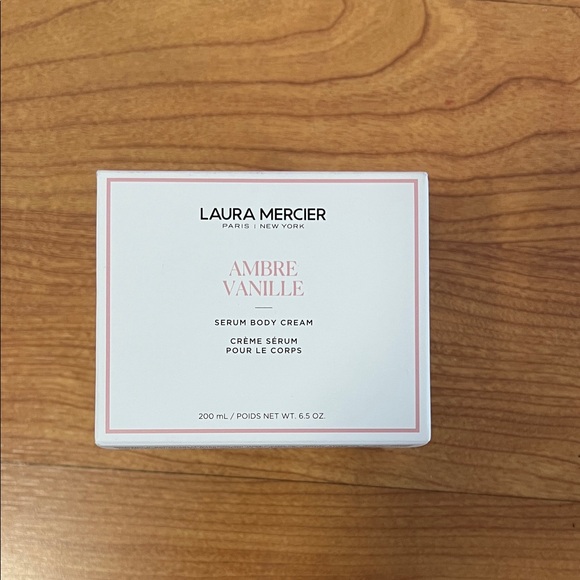 LAURA MERCIER
PARIS | NEW YORK
AMBRE
VANILLE
SERUM BODY CREAM
CRÈME SÉRUM
POUR LE CORPS
200 mL / POIDS NET WT. 6.5 OZ.